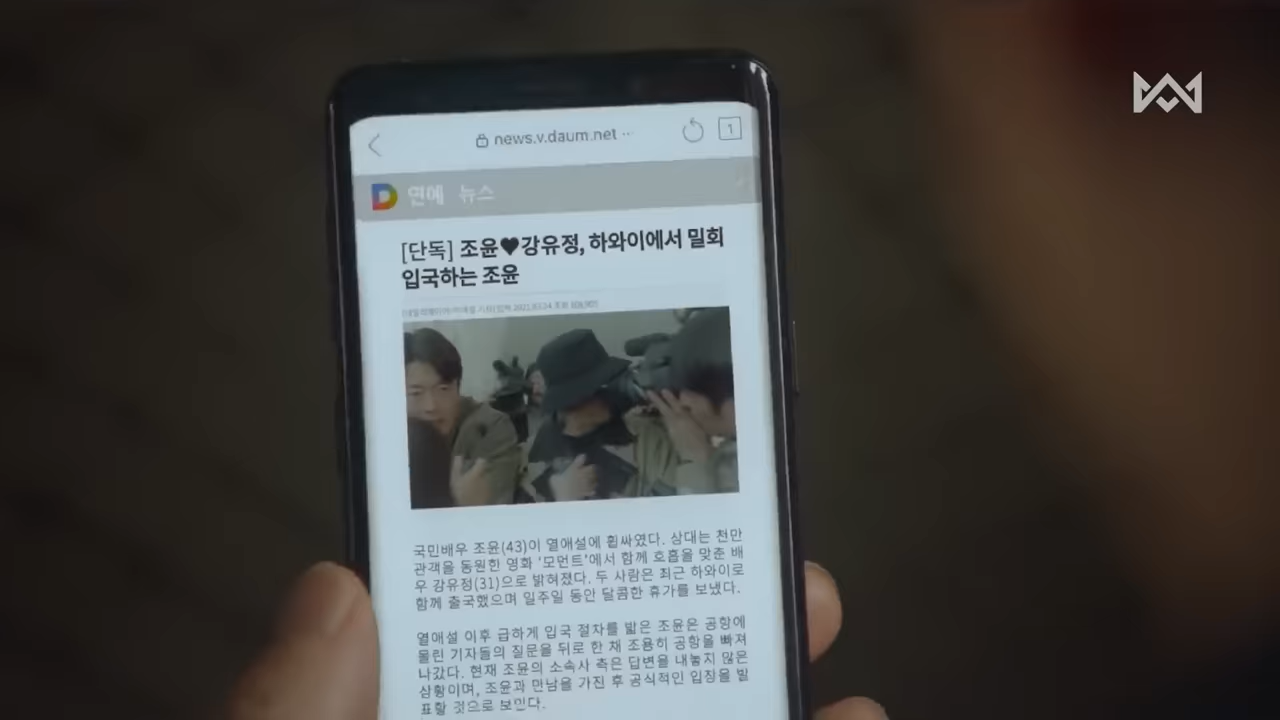 news.v.daum.net ···
1
연예 뉴스
[단독] 조윤♥강유정, 하와이에서 밀회
입국하는 조윤
국민배우 조윤(43)이 열애설에 휩싸였다. 상대는 천만
관객을 동원한 영화 '모먼트'에서 함께 호흡을 맞춘 배
우 강유정(31)으로 밝혀졌다. 두 사람은 최근 하와이로
함께 출국했으며 일주일 동안 달콤한 휴가를 보냈다.
열애설 이후 급하게 입국 절차를 밟은 조윤은 공항에
몰린 기자들의 질문을 뒤로 한 채 조용히 공항을 빠져
나갔다. 현재 조윤의 소속사 측은 답변을 내놓지 않은
상황이며, 조윤과 만남을 가진 후 공식적인 입장을 발
표할 것으로 보인다.